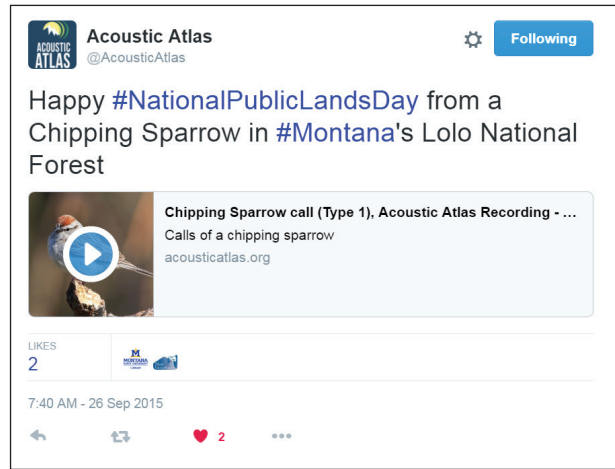 ACOUSTIC
ATLAS
Acoustic Atlas
@AcousticAtlas
Following
Happy #NationalPublicLandsDay from a
Chipping Sparrow in #Montana's Lolo National
Forest
Chipping Sparrow call (Type 1), Acoustic Atlas Recording - ...
Calls of a chipping sparrow
acousticatlas.org
LIKES
2
M
MONTANA
LIBRARY
7:40 AM - 26 Sep 2015
2